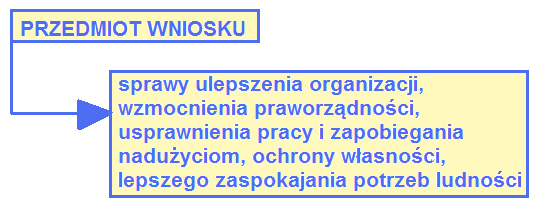 PRZEDMIOT WNIOSKU
sprawy ulepszenia organizacji,
wzmocnienia praworządności,
usprawnienia pracy i zapobiegania
nadużyciom, ochrony własności,
lepszego zaspokajania potrzeb ludności